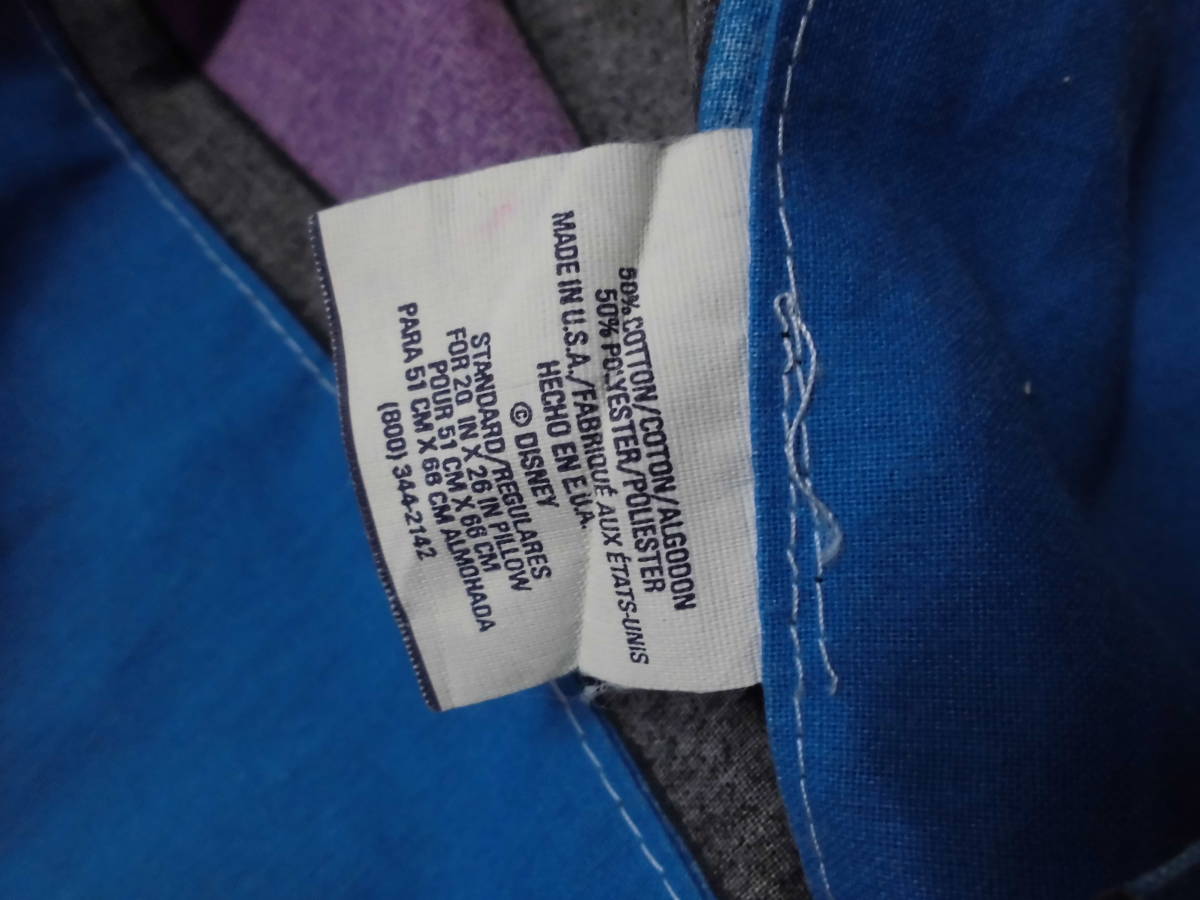 50% COTTON/COTON/ALGODON
50% POLYESTER/POLIESTER
MADE IN U.S.A./FABRIQUÉ AUX ÉTATS-UNIS
HECHO EN E.U.A.
© DISNEY
STANDARD/REGULARES
FOR 20 IN X 26 IN PILLOW
POUR 51 CM X 66 CM
PARA 51 CM X 66 CM ALMOHADA
(800) 344-2142